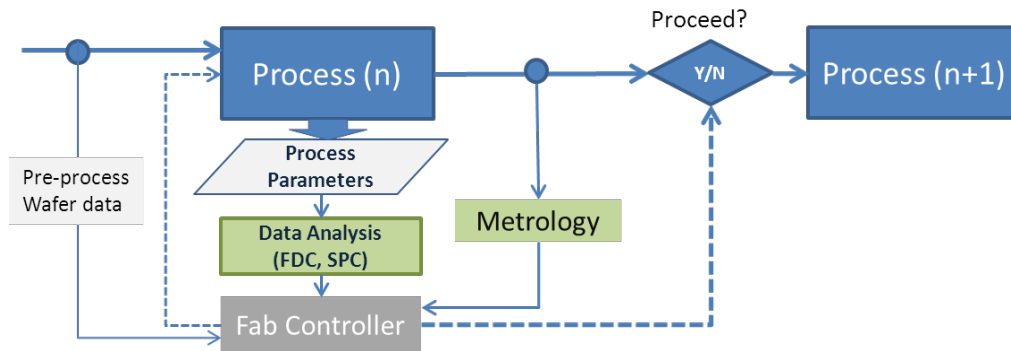 Proceed?
Process (n)
Y/N
Process (n+1)
Process
Parameters
Pre-process
Wafer data
Data Analysis
(FDC, SPC)
Metrology
Fab Controller